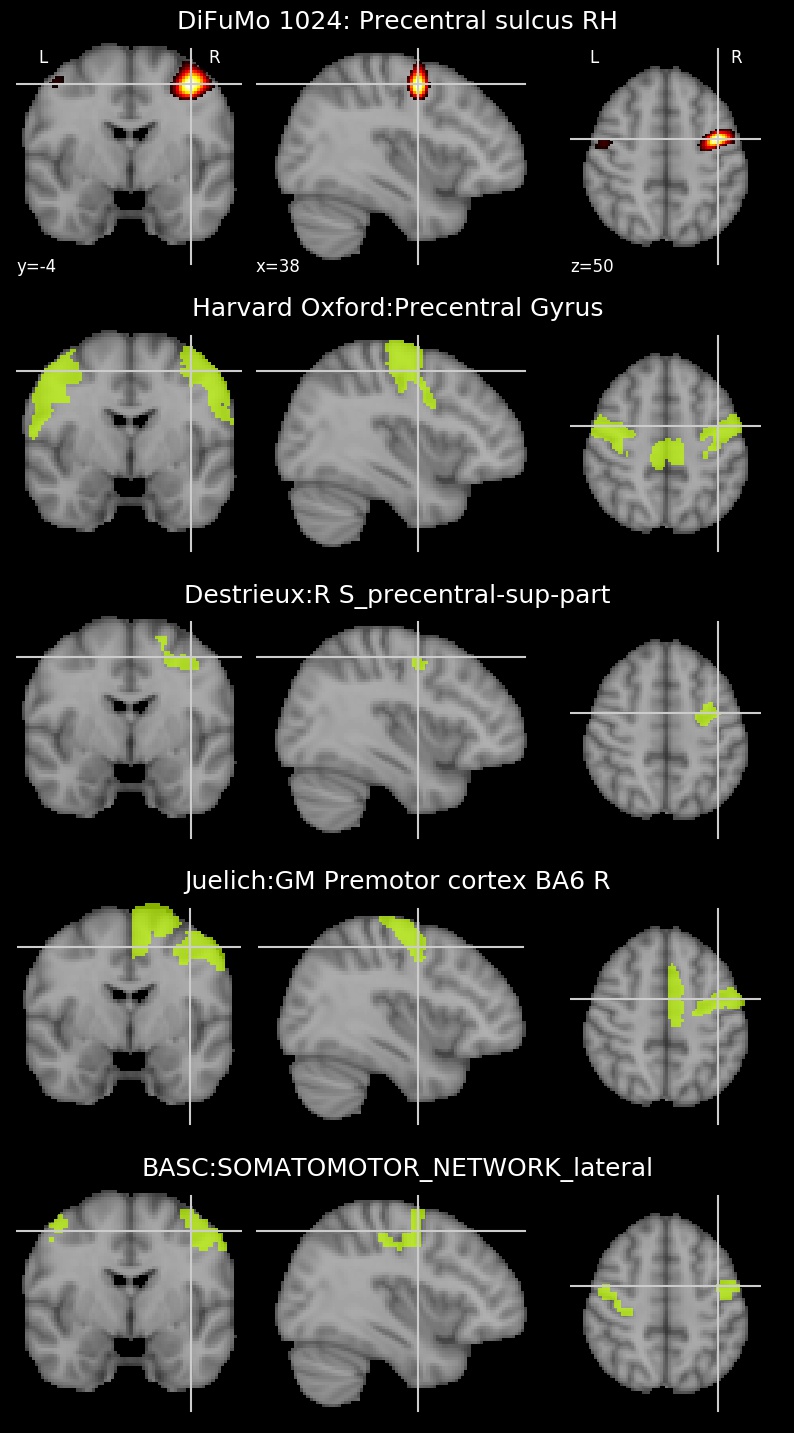 DiFuMo 1024: Precentral sulcus RH
L R L R
y=-4 x=38 z=50
Harvard Oxford:Precentral Gyrus
Destrieux:R S_precentral-sup-part
Juelich:GM Premotor cortex BA6 R
BASC:SOMATOMOTOR_NETWORK_lateral